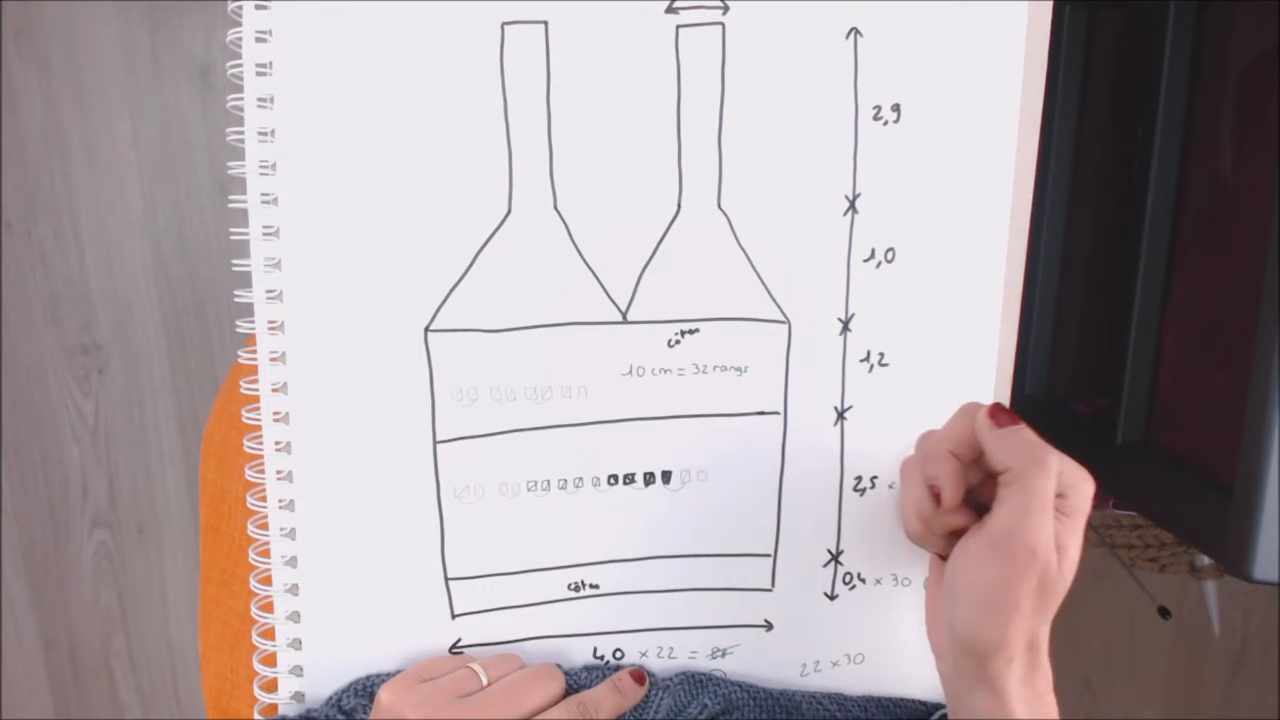 2,9
1,0
côtes
10 cm = 32 rangs
1,2
2,5 ×
côtes
0,4 × 30
4,0 × 22 =
22 × 30